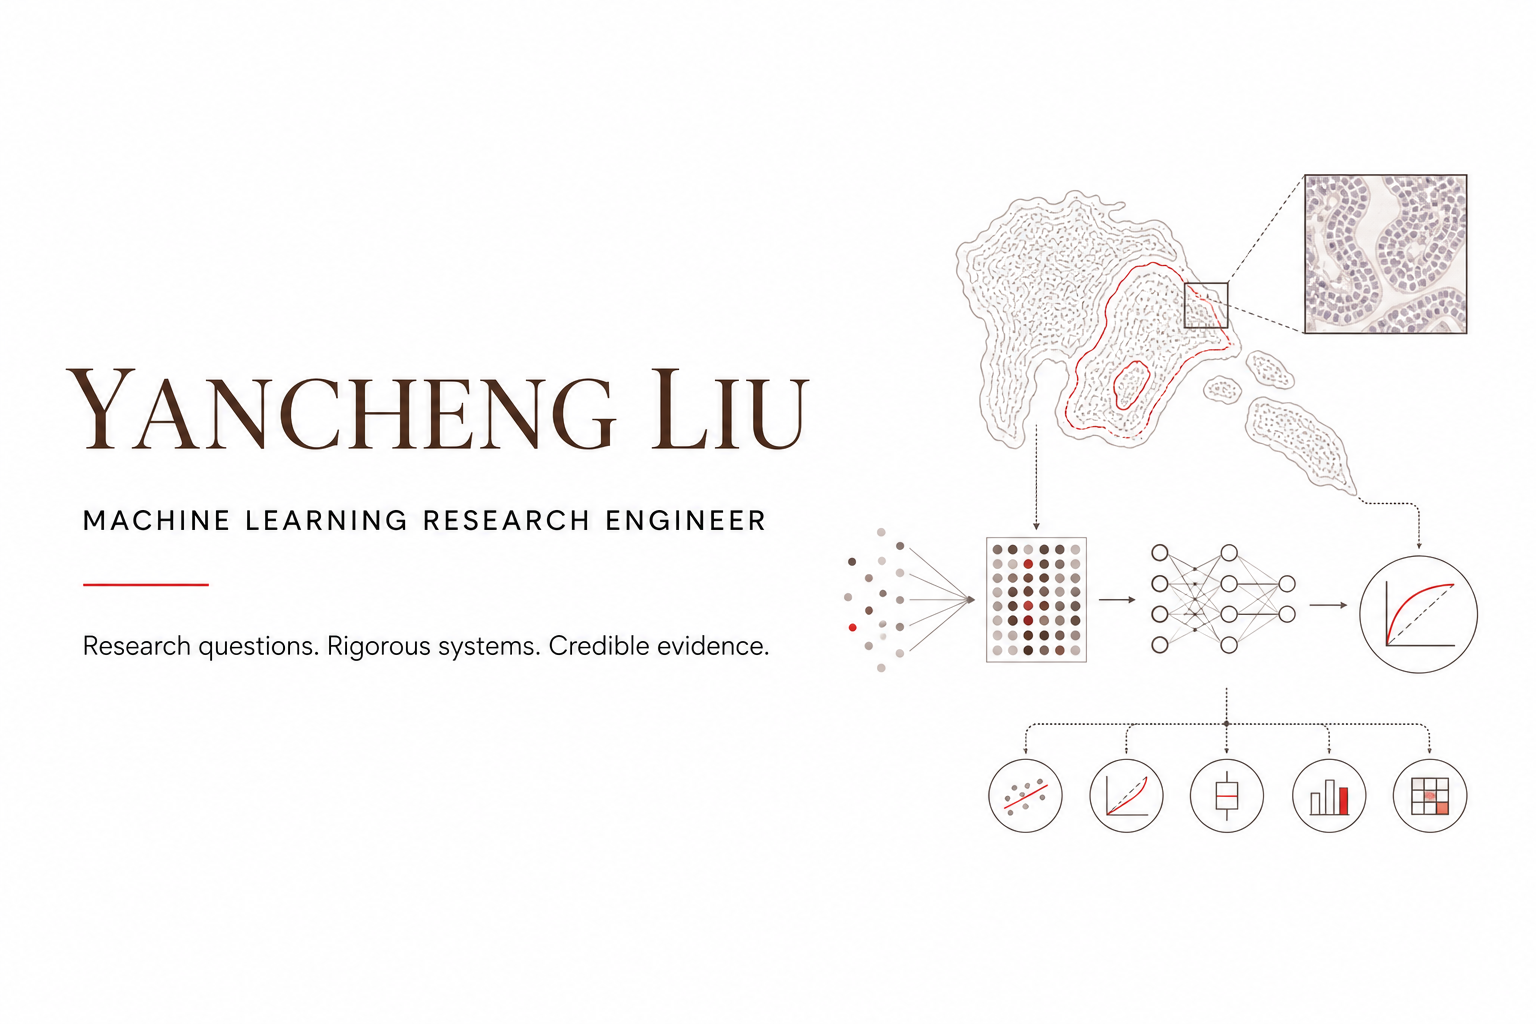 YANCHENG LIU
MACHINE LEARNING RESEARCH ENGINEER
Research questions. Rigorous systems. Credible evidence.